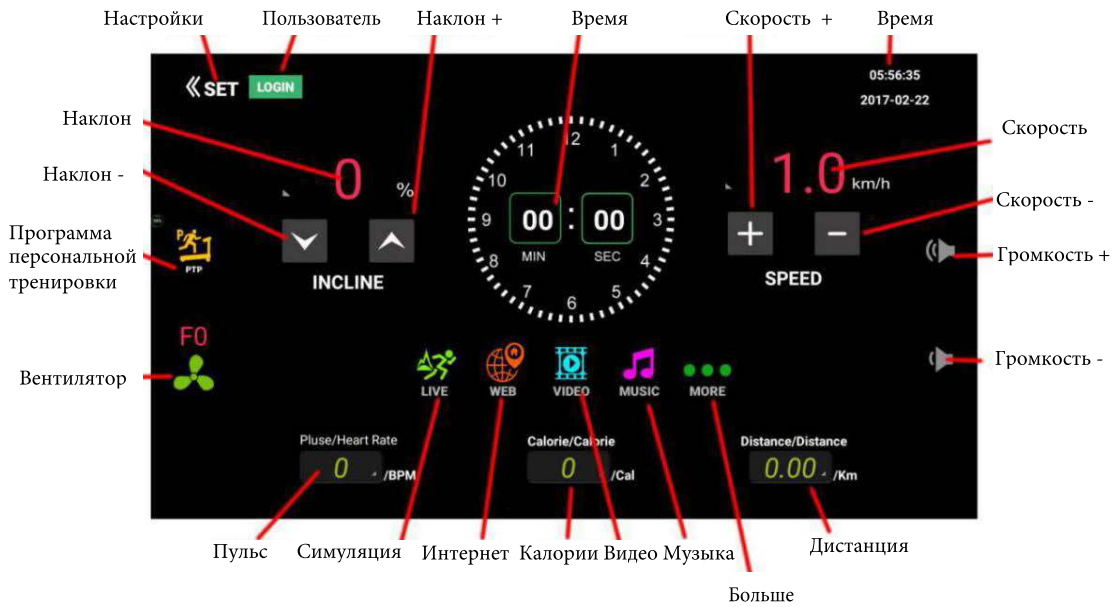 Настройки Пользователь Наклон + Время Скорость + Время
SET LOGIN
05:56:35
2017-02-22
Наклон
Скорость
Наклон -
0 %
1.0 km/h
Скорость -
12
1
2
3
4
5
6
7
8
9
10
11
00 : 00
MIN SEC
+ -
INCLINE
SPEED
Программа
персональной
тренировки
P
PTP
Громкость +
F0
Громкость -
Вентилятор
LIVE WEB VIDEO MUSIC MORE
Pluse/Heart Rate
0 /BPM
Calorie/Calorie
0 /Cal
Distance/Distance
0.00 /Km
Пульс Симуляция Интернет Калории Видео Музыка Дистанция
Больше